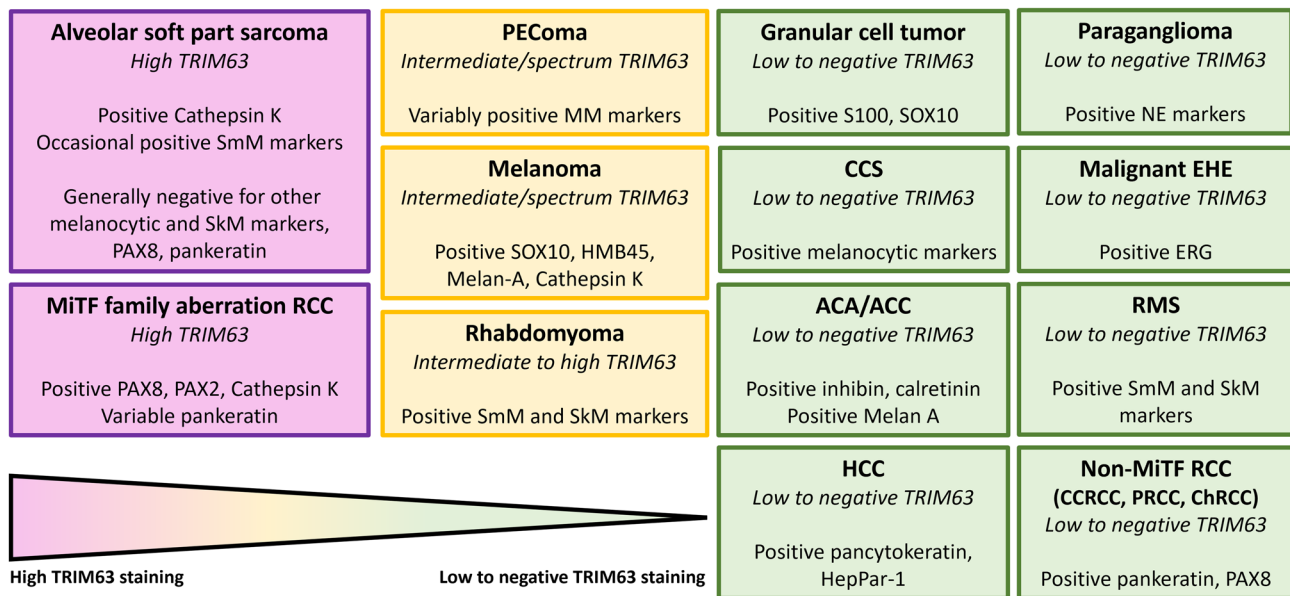 Alveolar soft part sarcoma
High TRIM63
Positive Cathepsin K
Occasional positive SmM markers
Generally negative for other
melanocytic and SkM markers,
PAX8, pankeratin
MiTF family aberration RCC
High TRIM63
Positive PAX8, PAX2, Cathepsin K
Variable pankeratin
PEComa
Intermediate/spectrum TRIM63
Variably positive MM markers
Melanoma
Intermediate/spectrum TRIM63
Positive SOX10, HMB45,
Melan-A, Cathepsin K
Rhabdomyoma
Intermediate to high TRIM63
Positive SmM and SkM markers
Granular cell tumor
Low to negative TRIM63
Positive S100, SOX10
CCS
Low to negative TRIM63
Positive melanocytic markers
ACA/ACC
Low to negative TRIM63
Positive inhibin, calretinin
Positive Melan A
HCC
Low to negative TRIM63
Positive pancytokeratin,
HepPar-1
Paraganglioma
Low to negative TRIM63
Positive NE markers
Malignant EHE
Low to negative TRIM63
Positive ERG
RMS
Low to negative TRIM63
Positive SmM and SkM
markers
Non-MiTF RCC
(CCRCC, PRCC, ChRCC)
Low to negative TRIM63
Positive pankeratin, PAX8
High TRIM63 staining
Low to negative TRIM63 staining